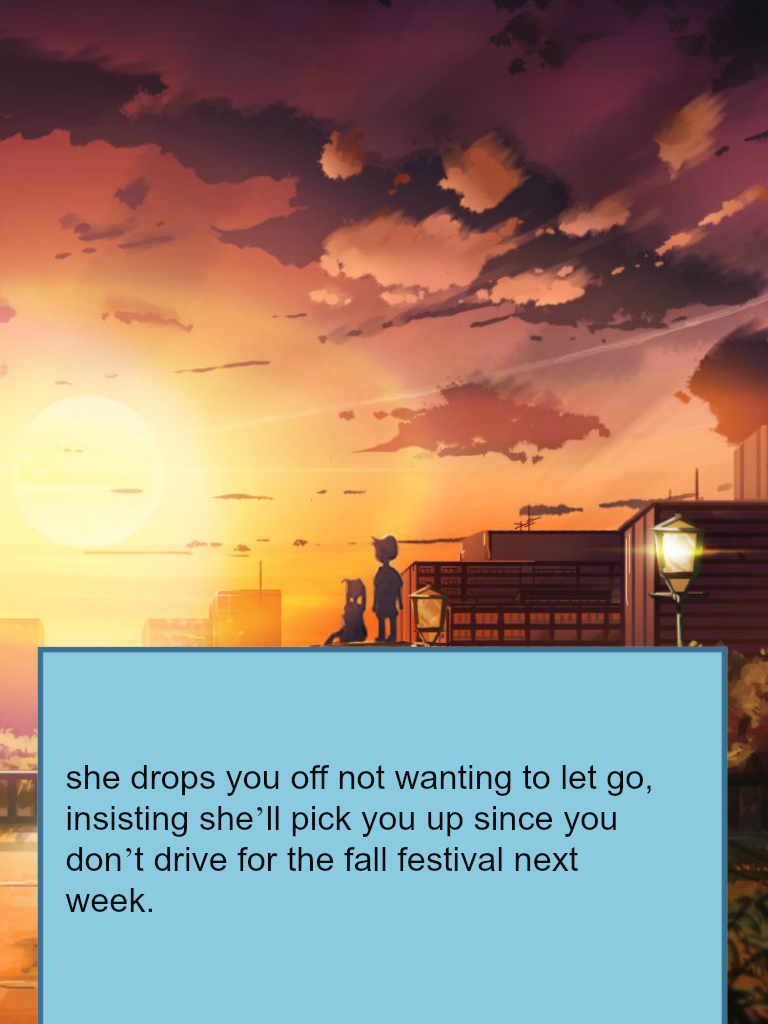 she drops you off not wanting to let go,
insisting she’ll pick you up since you
don’t drive for the fall festival next
week.